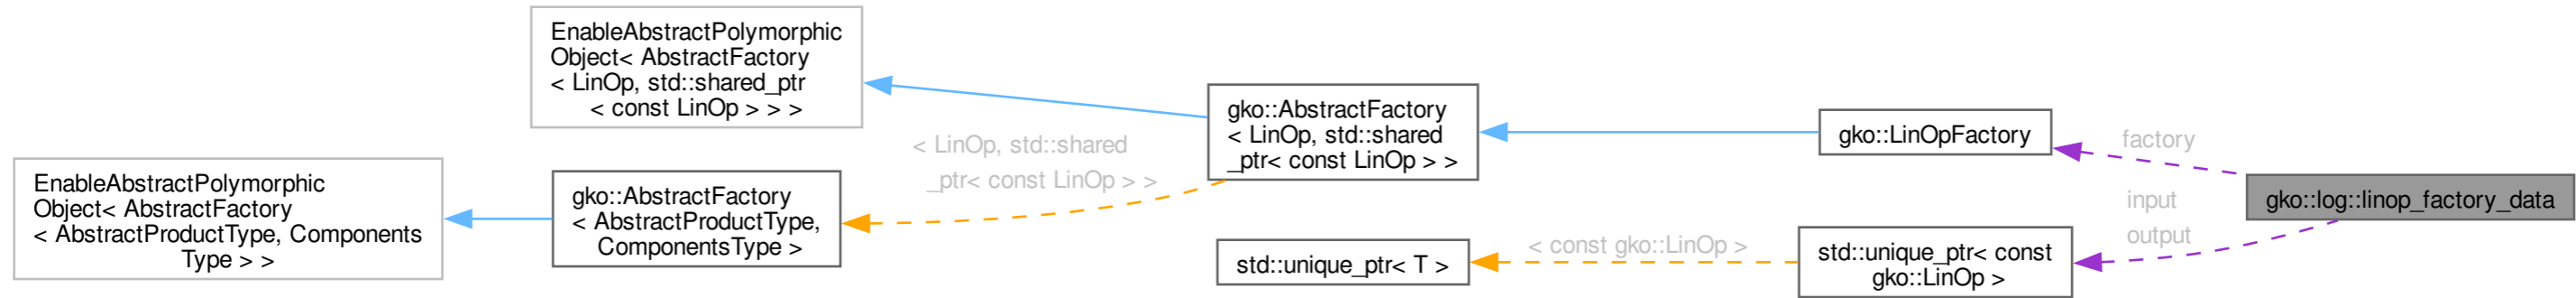 EnableAbstractPolymorphic
Object< AbstractFactory
< LinOp, std::shared_ptr
< const LinOp > > >
EnableAbstractPolymorphic
Object< AbstractFactory
< AbstractProductType, Components
Type > >
gko::AbstractFactory
< AbstractProductType,
ComponentsType >
< LinOp, std::shared
_ptr< const LinOp > >
gko::AbstractFactory
< LinOp, std::shared
_ptr< const LinOp > >
std::unique_ptr< T >
< const gko::LinOp >
gko::LinOpFactory
std::unique_ptr< const
gko::LinOp >
factory
input
output
gko::log::linop_factory_data